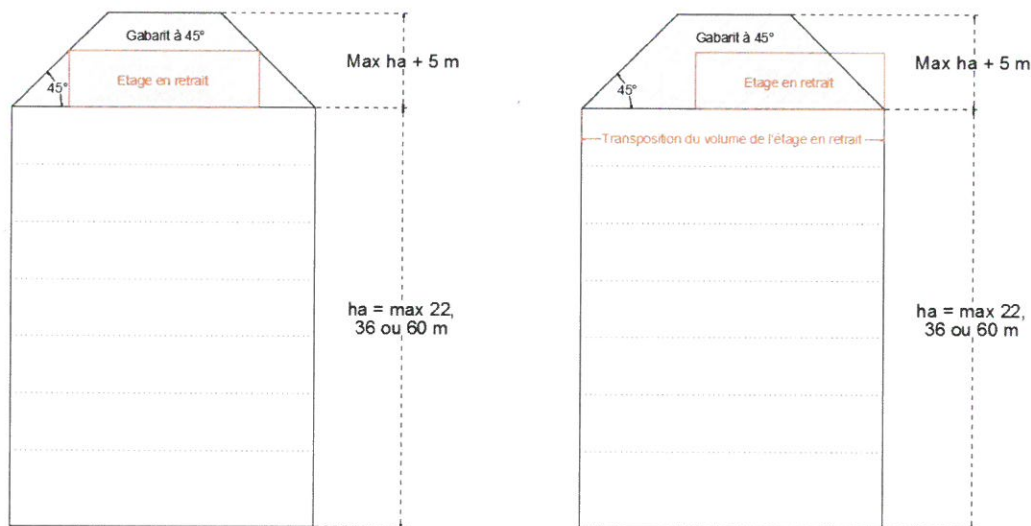 Gabarit à 45°
Etage en retrait
45°
Max ha + 5 m
ha = max 22,
36 ou 60 m
Gabarit à 45°
Etage en retrait
45°
Max ha + 5 m
Transposition du volume de l'étage en retrait
ha = max 22,
36 ou 60 m